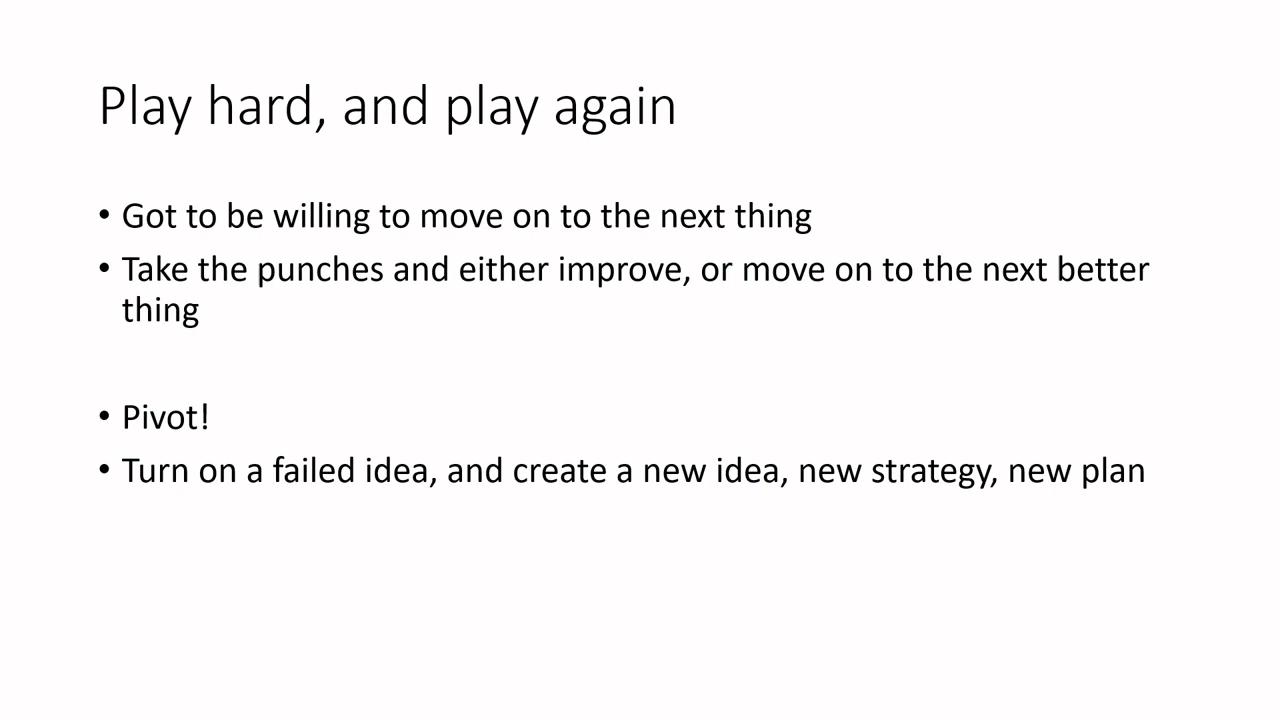 Play hard, and play again
• Got to be willing to move on to the next thing
• Take the punches and either improve, or move on to the next better
thing
• Pivot!
• Turn on a failed idea, and create a new idea, new strategy, new plan